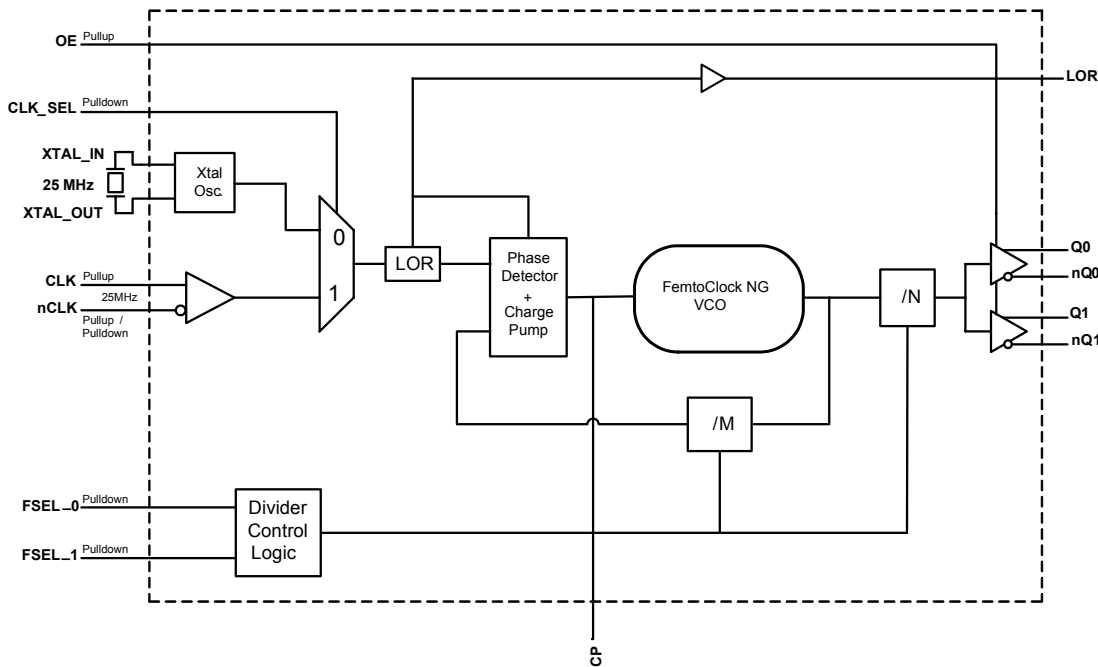 OE Pullup
LOR
CLK_SEL Pulldown
XTAL_IN
25 MHz
XTAL_OUT
Xtal
Osc.
0
1
LOR
Phase
Detector
+
Charge
Pump
FemtoClock NG
VCO
/N
Q0
nQ0
Q1
nQ1
CLK Pullup
nCLK 25MHz
Pullup /
Pulldown
/M
FSEL_0 Pulldown
FSEL_1 Pulldown
Divider
Control
Logic
CP